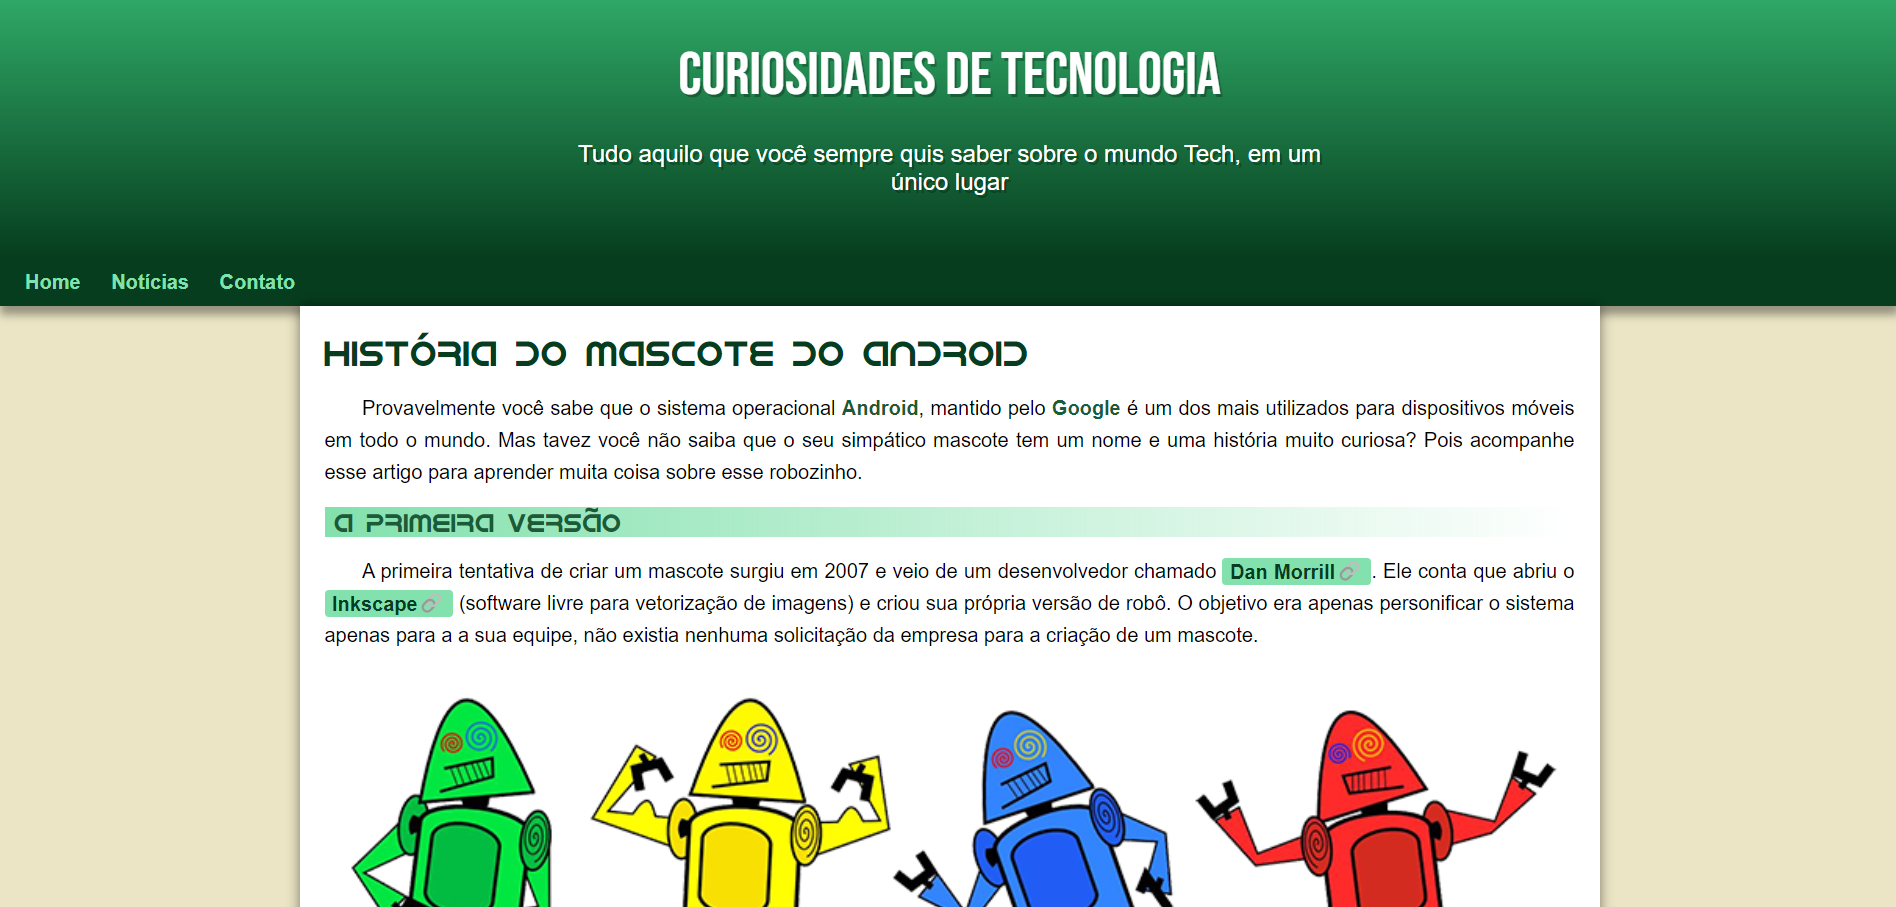 CURIOSIDADES DE TECNOLOGIA
Tudo aquilo que você sempre quis saber sobre o mundo Tech, em um
único lugar
Home Notícias Contato
HISTÓRIA DO MASCOTE DO ANDROID
Provavelmente você sabe que o sistema operacional Android, mantido pelo Google é um dos mais utilizados para dispositivos móveis
em todo o mundo. Mas tavez você não saiba que o seu simpático mascote tem um nome e uma história muito curiosa? Pois acompanhe
esse artigo para aprender muita coisa sobre esse robozinho.
A PRIMEIRA VERSÃO
A primeira tentativa de criar um mascote surgiu em 2007 e veio de um desenvolvedor chamado Dan Morrill. Ele conta que abriu o
Inkscape (software livre para vetorização de imagens) e criou sua própria versão de robô. O objetivo era apenas personificar o sistema
apenas para a a sua equipe, não existia nenhuma solicitação da empresa para a criação de um mascote.